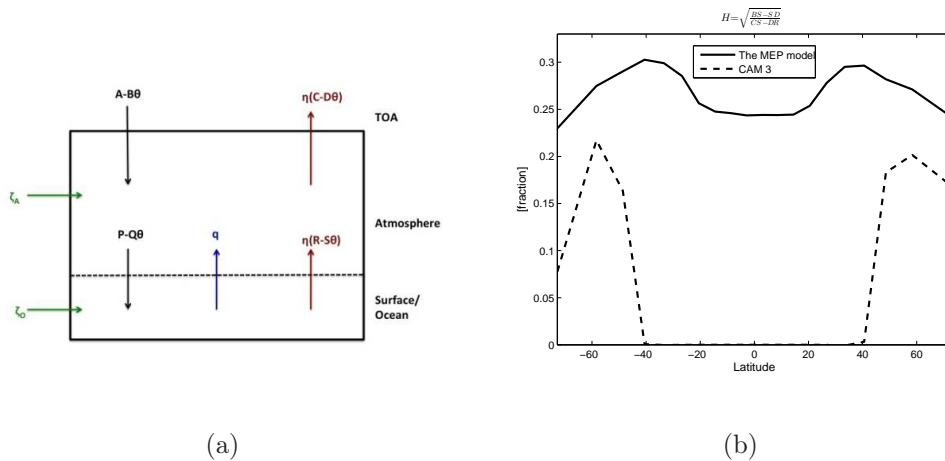 A-Bθ
η(C-Dθ)
TOA
ζA
Atmosphere
P-Qθ
q
η(R-Sθ)
ζO
Surface/
Ocean
(a)
H=√(BS−SD/CS−DR)
The MEP model
CAM 3
[fraction]
0.3
0.25
0.2
0.15
0.1
0.05
0
−60
−40
−20
0
20
40
60
Latitude
(b)